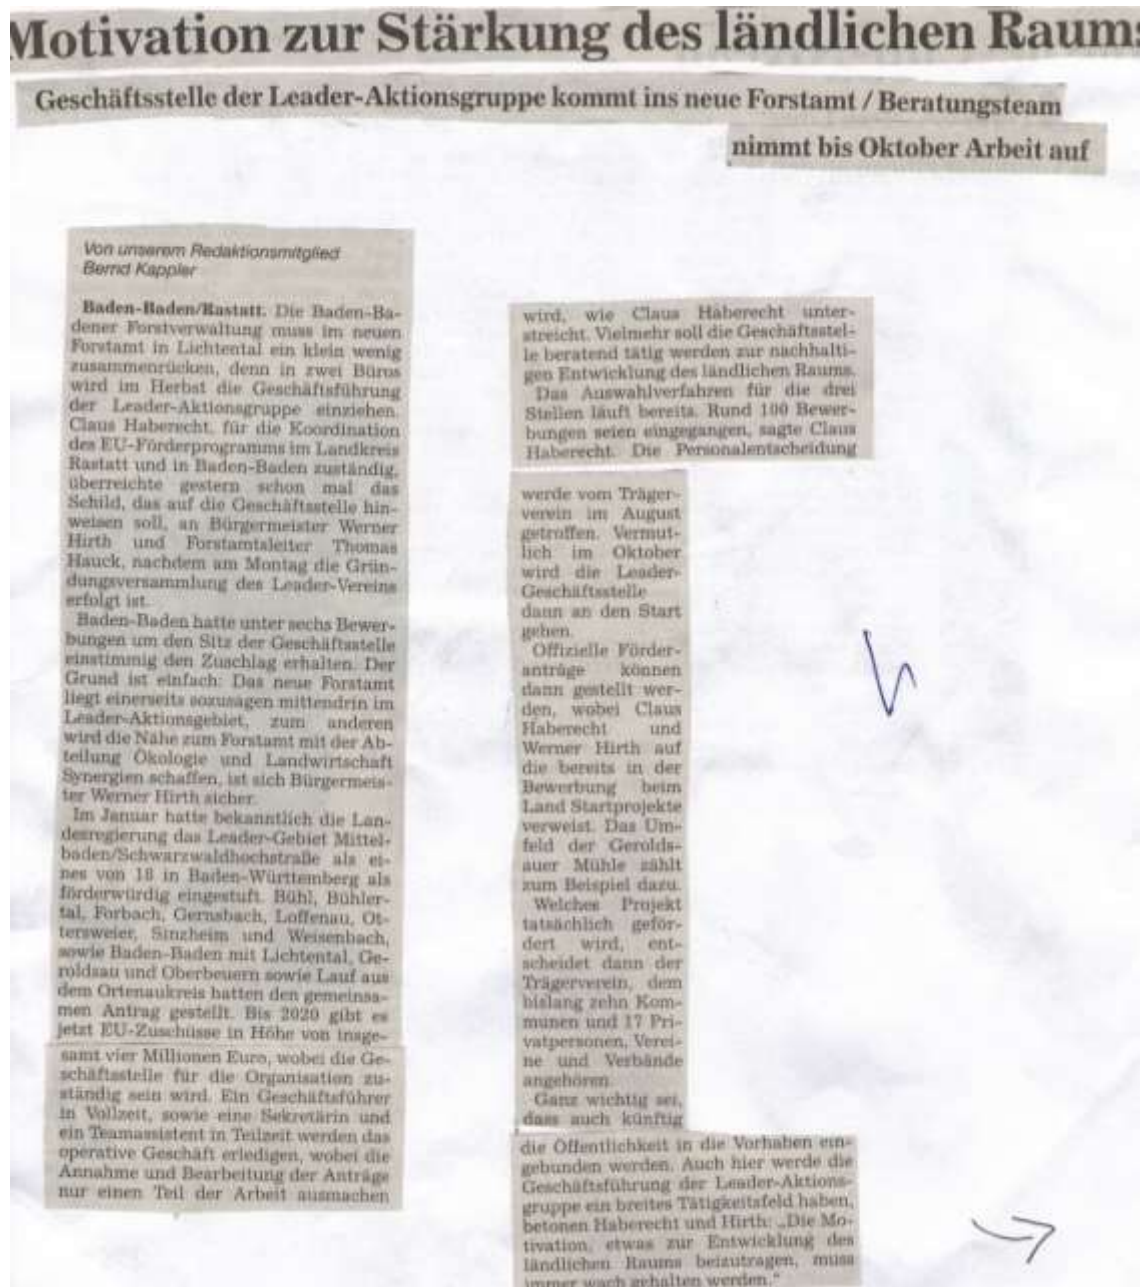 Motivation zur Stärkung des ländlichen Raums
Geschäftsstelle der Leader-Aktionsgruppe kommt ins neue Forstamt / Beratungsteam
nimmt bis Oktober Arbeit auf
Von unserem Redaktionsmitglied
Bernd Kappler
Baden-Baden/Rastatt. Die Baden-Ba-
dener Forstverwaltung muss im neuen
Forstamt in Lichtental ein klein wenig
zusammenrücken, denn in zwei Büros
wird im Herbst die Geschäftsführung
der Leader-Aktionsgruppe einziehen.
Claus Haberecht, für die Koordination
des EU-Förderprogramms im Landkreis
Rastatt und in Baden-Baden zuständig,
überreichte gestern schon mal das
Schild, das auf die Geschäftsstelle hin-
weisen soll, an Bürgermeister Werner
Hirth und Forstamtsleiter Thomas
Hauck, nachdem am Montag die Grün-
dungsversammlung des Leader-Vereins
erfolgt ist.
Baden-Baden hatte unter sechs Bewer-
bungen um den Sitz der Geschäftsstelle
einstimmig den Zuschlag erhalten. Der
Grund ist einfach: Das neue Forstamt
liegt einerseits sozusagen mittendrin im
Leader-Aktionsgebiet, zum anderen
wird die Nähe zum Forstamt mit der Ab-
teilung Ökologie und Landwirtschaft
Synergien schaffen, ist sich Bürgermeis-
ter Werner Hirth sicher.
Im Januar hatte bekanntlich die Lan-
desregierung das Leader-Gebiet Mittel-
baden/Schwarzwaldhochstraße als ei-
nes von 18 in Baden-Württemberg als
förderwürdig eingestuft. Bühl, Bühler-
tal, Forbach, Gernsbach, Loffenau, Ot-
tersweier, Sinzheim und Weisenbach,
sowie Baden-Baden mit Lichtental, Ge-
roldsau und Oberbeuern sowie Lauf aus
dem Ortenaukreis hatten den gemeinsa-
men Antrag gestellt. Bis 2020 gibt es
jetzt EU-Zuschüsse in Höhe von insge-
samt vier Millionen Euro, wobei die Ge-
schäftsstelle für die Organisation zu-
ständig sein wird. Ein Geschäftsführer
in Vollzeit, sowie eine Sekretärin und
ein Teamassistent in Teilzeit werden das
operative Geschäft erledigen, wobei die
Annahme und Bearbeitung der Anträge
nur einen Teil der Arbeit ausmachen
wird, wie Claus Haberecht unter-
streicht. Vielmehr soll die Geschäftsstel-
le beratend tätig werden zur nachhalti-
gen Entwicklung des ländlichen Raums.
Das Auswahlverfahren für die drei
Stellen läuft bereits. Rund 100 Bewer-
bungen seien eingegangen, sagte Claus
Haberecht. Die Personalentscheidung
werde vom Träger-
verein im August
getroffen. Vermut-
lich im Oktober
wird die Leader-
Geschäftsstelle
dann an den Start
gehen.
Offizielle Förder-
anträge können
dann gestellt wer-
den, wobei Claus
Haberecht und
Werner Hirth auf
die bereits in der
Bewerbung beim
Land Startprojekte
verweist. Das Um-
feld der Gerolds-
auer Mühle zählt
zum Beispiel dazu.
Welches Projekt
tatsächlich geför-
dert wird, ent-
scheidet dann der
Trägerverein, dem
bislang zehn Kom-
munen und 17 Pri-
vatpersonen, Verei-
ne und Verbände
angehören.
Ganz wichtig sei,
dass auch künftig
die Öffentlichkeit in die Vorhaben ein-
gebunden werden. Auch hier werde die
Geschäftsführung der Leader-Aktions-
gruppe ein breites Tätigkeitsfeld haben,
betonen Haberecht und Hirth: „Die Mo-
tivation, etwas zur Entwicklung des
ländlichen Raums beizutragen, muss
immer wach gehalten werden."